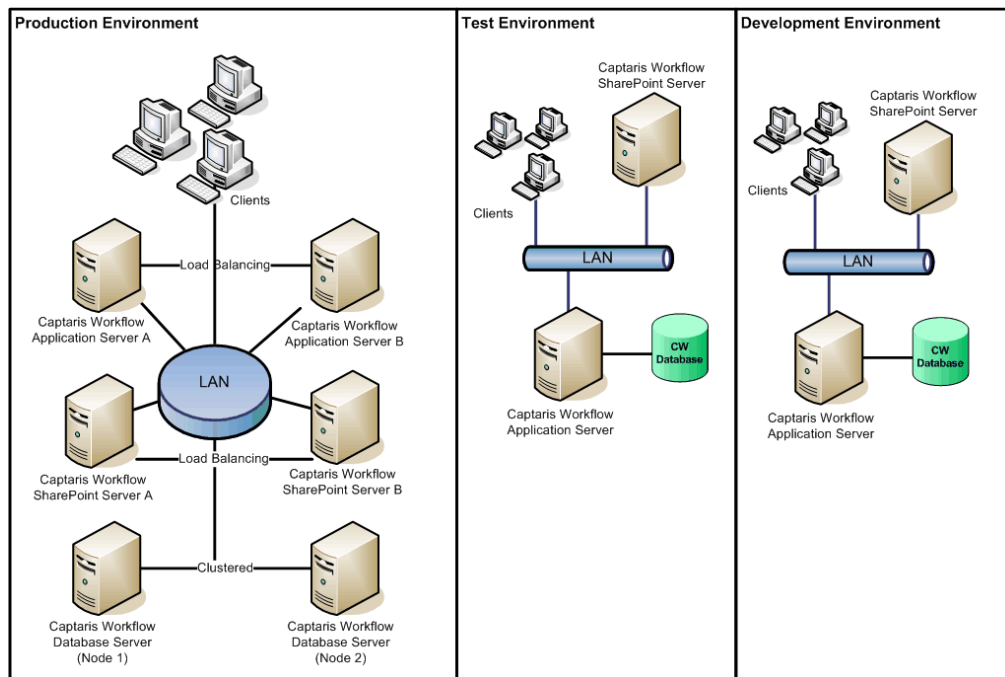 Production Environment
Clients
Load Balancing
Captaris Workflow
Application Server A
Captaris Workflow
Application Server B
LAN
Load Balancing
Captaris Workflow
SharePoint Server A
Captaris Workflow
SharePoint Server B
Clustered
Captaris Workflow
Database Server
(Node 1)
Captaris Workflow
Database Server
(Node 2)
Test Environment
Captaris Workflow
SharePoint Server
Clients
LAN
CW
Database
Captaris Workflow
Application Server
Development Environment
Captaris Workflow
SharePoint Server
Clients
LAN
CW
Database
Captaris Workflow
Application Server